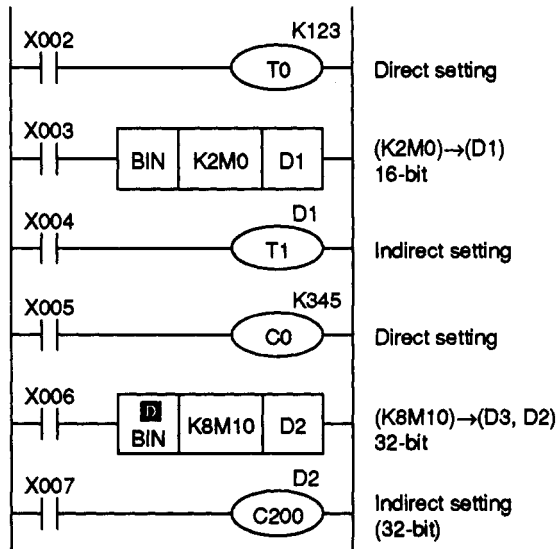 X002
K123
T0
Direct setting
X003
BIN K2M0 D1
(K2M0)→(D1)
16-bit
X004
D1
T1
Indirect setting
X005
K345
C0
Direct setting
X006
D
BIN K8M10 D2
(K8M10)→(D3, D2)
32-bit
X007
D2
C200
Indirect setting
(32-bit)